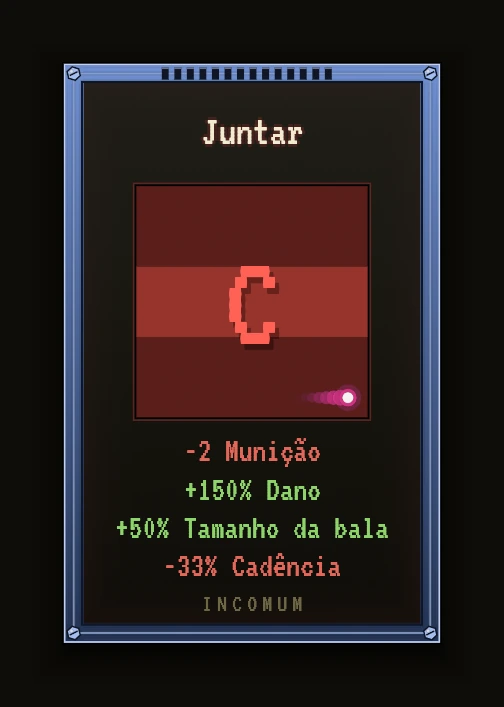 Juntar
C
-2 Munição
+150% Dano
+50% Tamanho da bala
-33% Cadência
INCOMUM